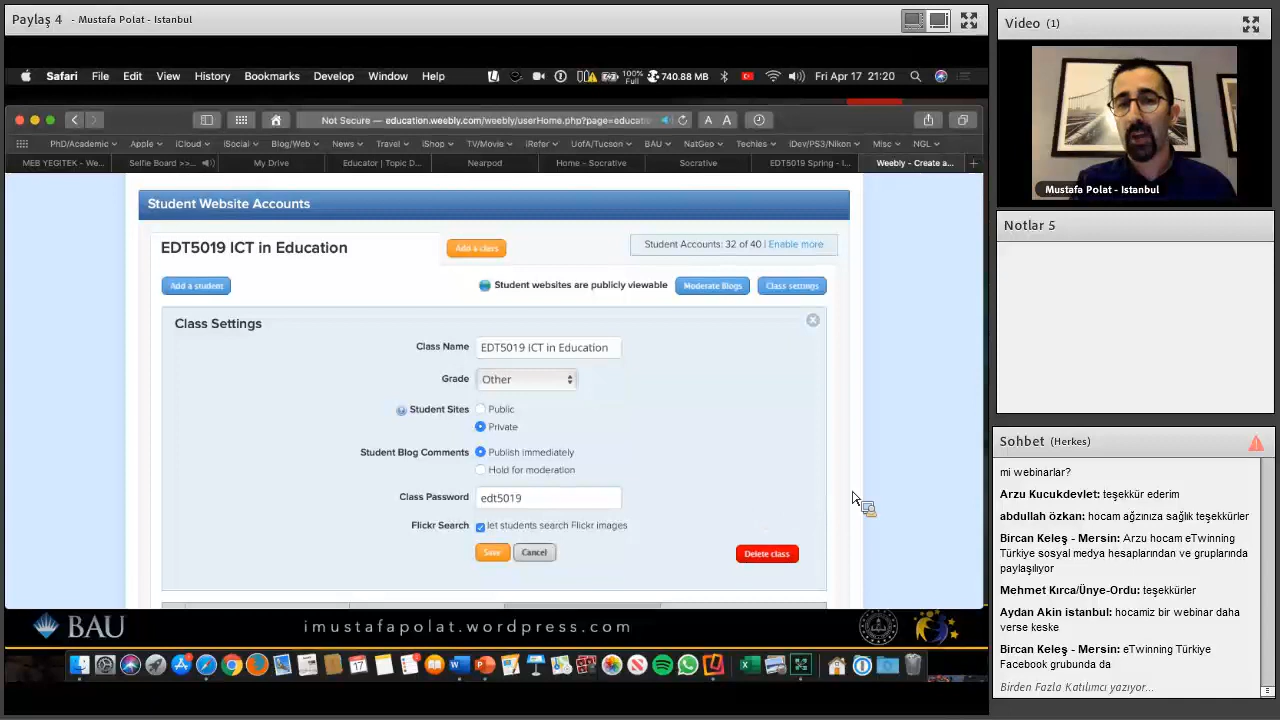 Paylaş 4 - Mustafa Polat - Istanbul
Safari File Edit View History Bookmarks Develop Window Help
100% Full 740.88 MB Fri Apr 17 21:20
Not Secure — education.weebly.com/weebly/userHome.php?page=educati
A A
PhD/Academic Apple iCloud iSocial Blog/Web News Travel iShop TV/Movie iRefer UofA/Tucson BAU NatGeo Techies iDev/PS3/Nikon Misc NGL
MEB YEGITEK - We... Selfie Board >... My Drive Educator | Topic D... Nearpod Home - Socrative Socrative EDT5019 Spring - I... Weebly - Create a...
Student Website Accounts
EDT5019 ICT in Education
Add a class
Student Accounts: 32 of 40 | Enable more
Add a student
Student websites are publicly viewable
Moderate Blogs
Class settings
Class Settings
Class Name EDT5019 ICT in Education
Grade Other
Student Sites Public
Private
Student Blog Comments Publish immediately
Hold for moderation
Class Password edt5019
Flickr Search let students search Flickr images
Save Cancel
Delete class
BAU
imustafapolat.wordpress.com
17
Video (1)
Mustafa Polat - Istanbul
Notlar 5
Sohbet (Herkes)
mi webinarlar?
Arzu Kucukdevlet: teşekkür ederim
abdullah özkan: hocam ağzınıza sağlık teşekkürler
Bircan Keleş - Mersin: Arzu hocam eTwinning
Türkiye sosyal medya hesaplarından ve gruplarında
paylaşılıyor
Mehmet Kırca/Ünye-Ordu: teşekkürler
Aydan Akin istanbul: hocamiz bir webinar daha
verse keske
Bircan Keleş - Mersin: eTwinning Türkiye
Facebook grubunda da
Birden Fazla Katılımcı yazıyor...